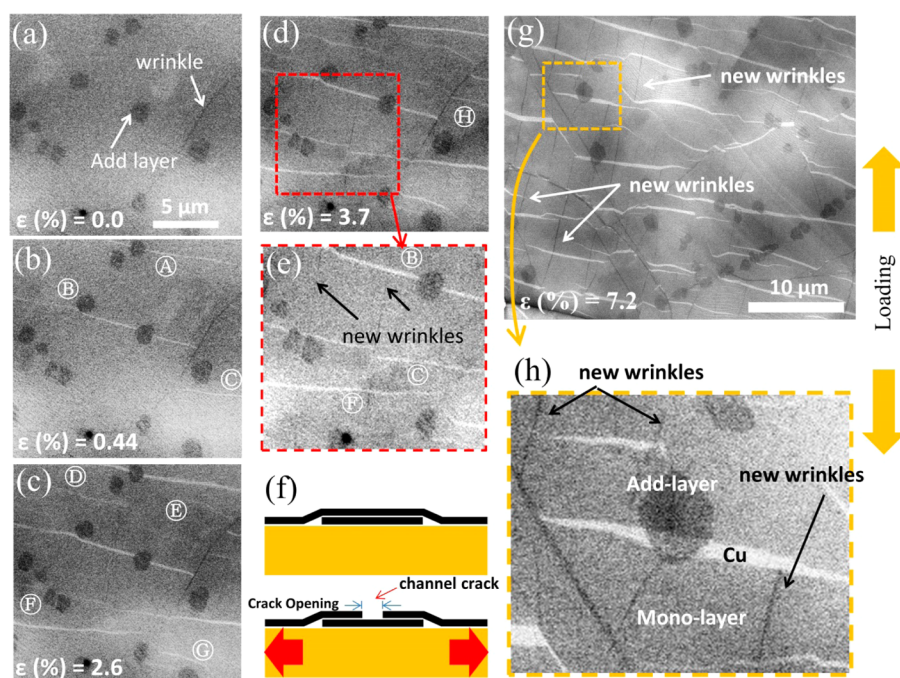 (a)
wrinkle
Add layer
5 µm
ε (%) = 0.0
(b)
Ⓐ
Ⓑ
Ⓒ
ε (%) = 0.44
(c)
Ⓓ
Ⓔ
Ⓕ
Ⓖ
ε (%) = 2.6
(d)
Ⓗ
ε (%) = 3.7
(e)
Ⓑ
new wrinkles
Ⓒ
Ⓕ
(f)
channel crack
Crack Opening
(g)
new wrinkles
new wrinkles
ε (%) = 7.2
10 µm
Loading
(h)
new wrinkles
new wrinkles
Add-layer
Cu
Mono-layer